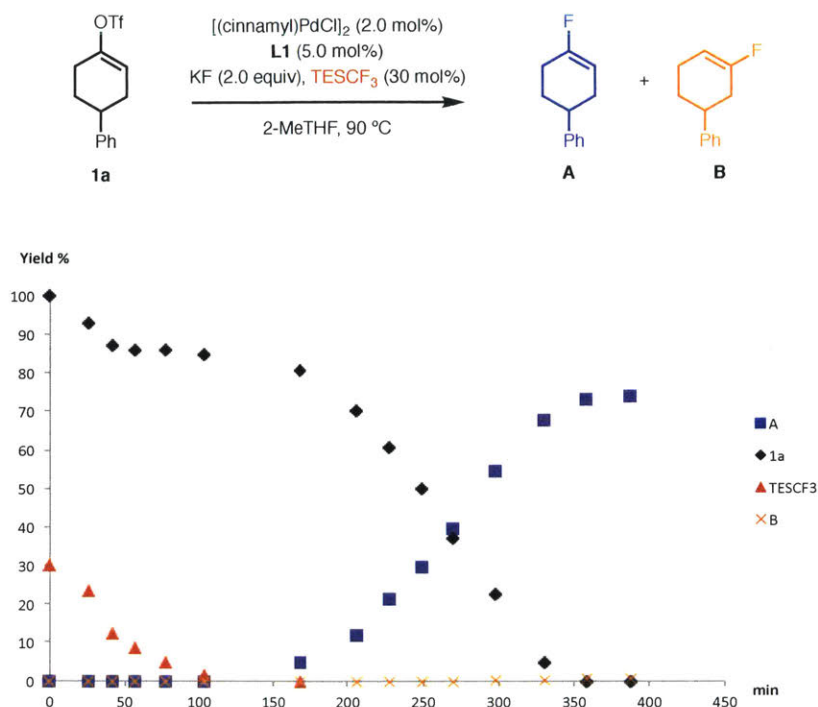 OTf
Ph
1a
[(cinnamyl)PdCl]2 (2.0 mol%)
L1 (5.0 mol%)
KF (2.0 equiv), TESCF3 (30 mol%)
2-MeTHF, 90 ºC
F
Ph
A
+
F
Ph
B
Yield %
100
90
80
70
60
50
40
30
20
10
0
0 50 100 150 200 250 300 350 400 450
min
A
1a
TESCF3
B